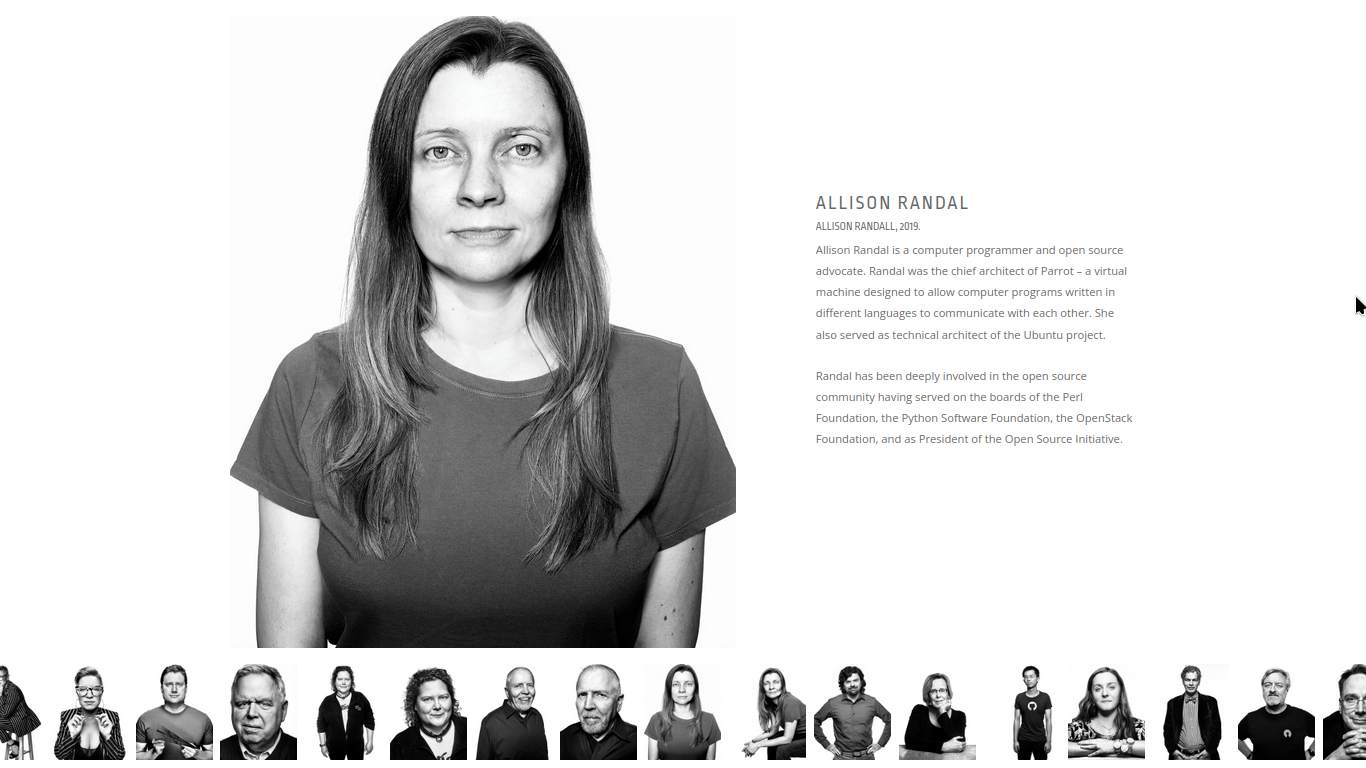 ALLISON RANDAL
ALLISON RANDALL, 2019.
Allison Randal is a computer programmer and open source
advocate. Randal was the chief architect of Parrot – a virtual
machine designed to allow computer programs written in
different languages to communicate with each other. She
also served as technical architect of the Ubuntu project.
Randal has been deeply involved in the open source
community having served on the boards of the Perl
Foundation, the Python Software Foundation, the OpenStack
Foundation, and as President of the Open Source Initiative.